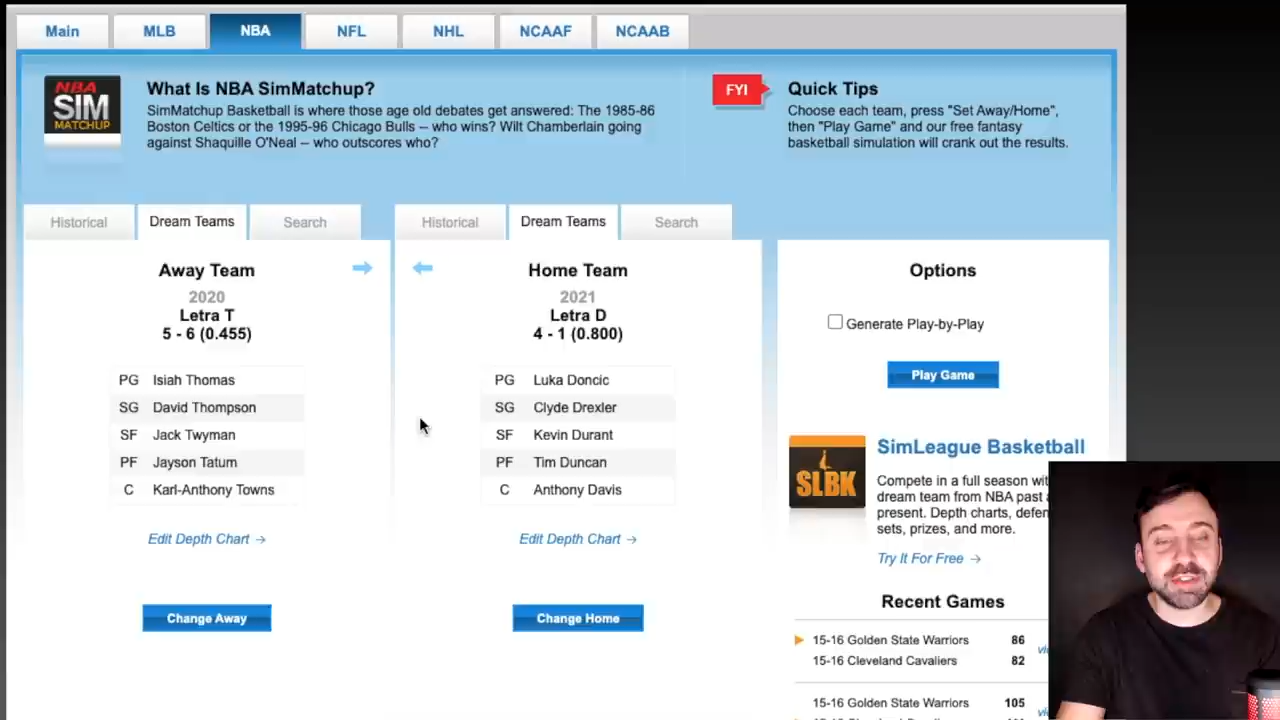 Main
MLB
NBA
NFL
NHL
NCAAF
NCAAB
NBA
SIM
MATCHUP
What Is NBA SimMatchup?
SimMatchup Basketball is where those age old debates get answered: The 1985-86
Boston Celtics or the 1995-96 Chicago Bulls – who wins? Wilt Chamberlain going
against Shaquille O'Neal – who outscores who?
FYI
Quick Tips
Choose each team, press "Set Away/Home",
then "Play Game" and our free fantasy
basketball simulation will crank out the results.
Historical
Dream Teams
Search
Historical
Dream Teams
Search
Away Team
2020
Letra T
5 - 6 (0.455)
PG Isiah Thomas
SG David Thompson
SF Jack Twyman
PF Jayson Tatum
C Karl-Anthony Towns
Edit Depth Chart →
Change Away
Home Team
2021
Letra D
4 - 1 (0.800)
PG Luka Doncic
SG Clyde Drexler
SF Kevin Durant
PF Tim Duncan
C Anthony Davis
Edit Depth Chart →
Change Home
Options
Generate Play-by-Play
Play Game
SLBK
SimLeague Basketball
Compete in a full season wit
dream team from NBA past
present. Depth charts, defen
sets, prizes, and more.
Try It For Free →
Recent Games
15-16 Golden State Warriors 86
15-16 Cleveland Cavaliers 82
15-16 Golden State Warriors 105